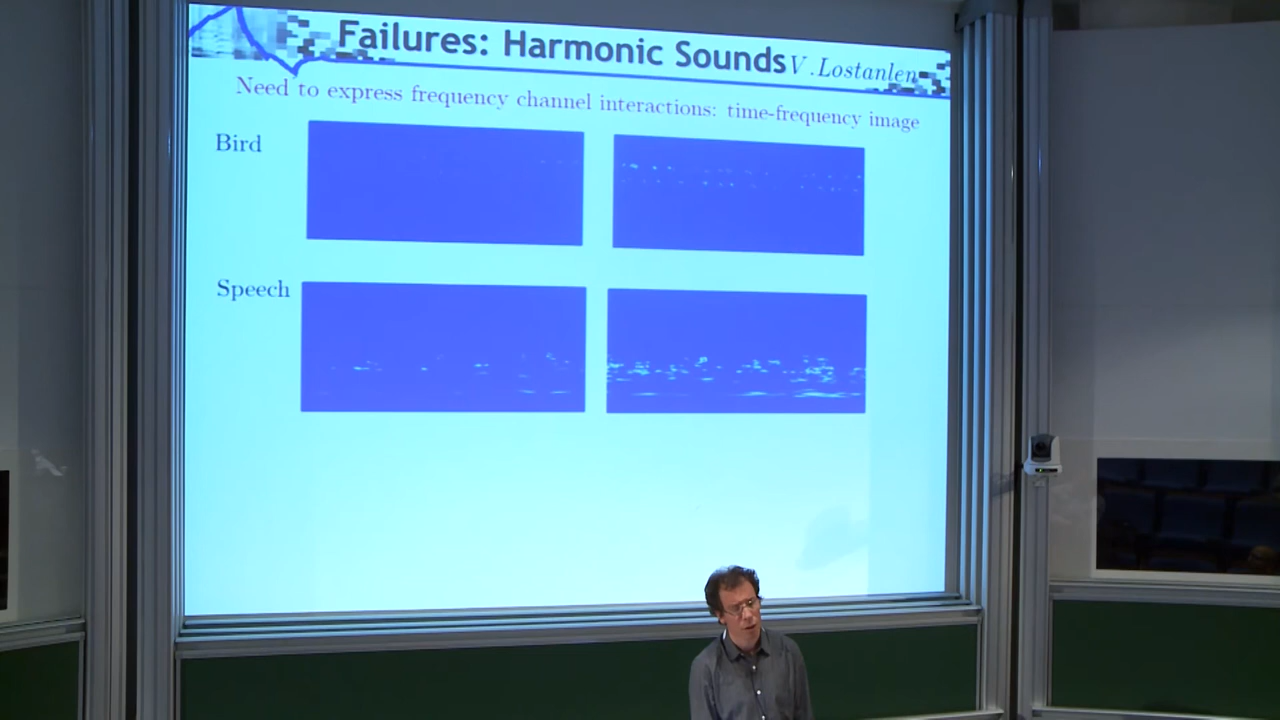 Failures: Harmonic Sounds V.Lostanlen
Need to express frequency channel interactions: time-frequency image
Bird
Speech